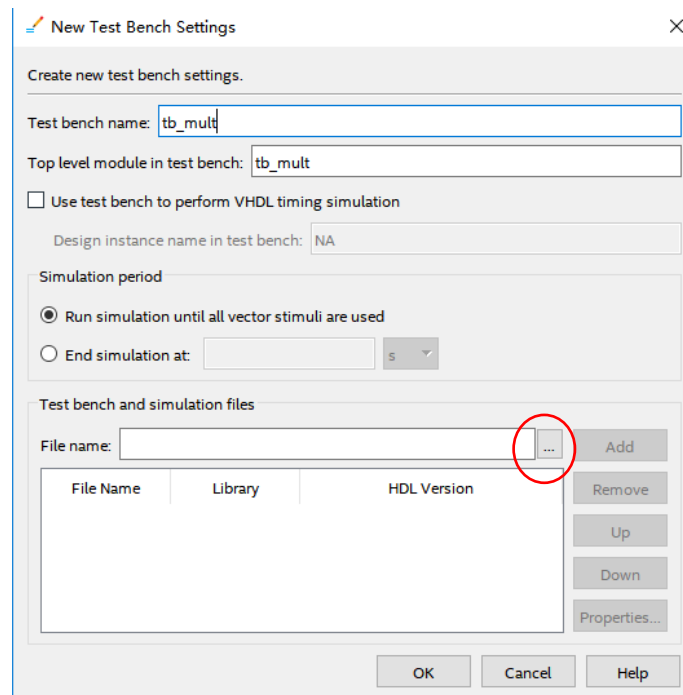 New Test Bench Settings
Create new test bench settings.
Test bench name: tb_mult
Top level module in test bench: tb_mult
Use test bench to perform VHDL timing simulation
Design instance name in test bench: NA
Simulation period
Run simulation until all vector stimuli are used
End simulation at: s
Test bench and simulation files
File name: ... Add
File Name Library HDL Version Remove
Up
Down
Properties...
OK Cancel Help